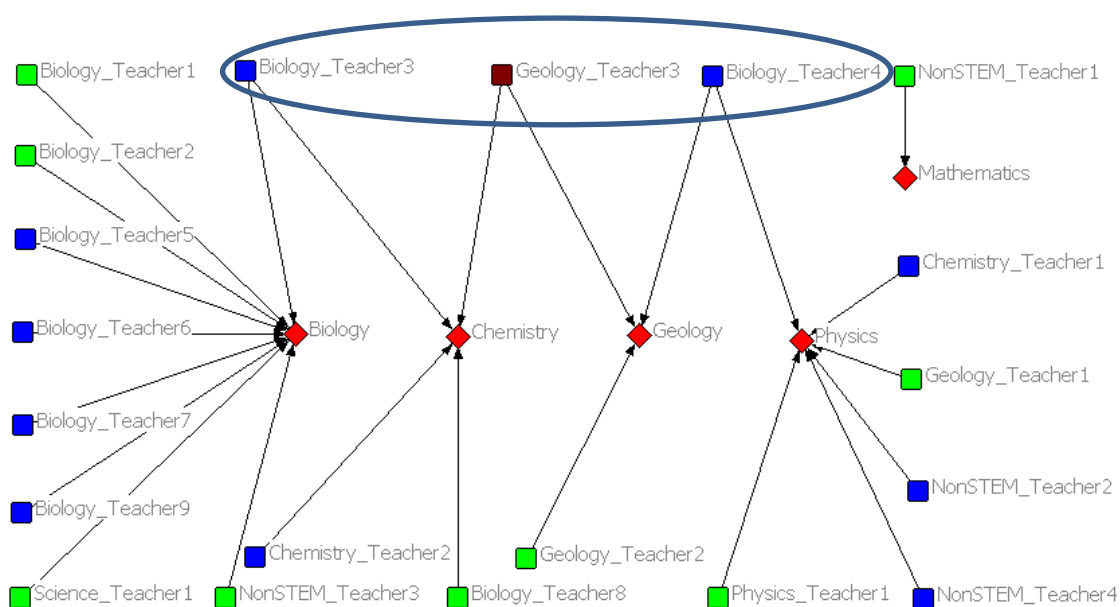 Biology_Teacher1
Biology_Teacher3
Geology_Teacher3
Biology_Teacher4
NonSTEM_Teacher1
Biology_Teacher2
Mathematics
Biology_Teacher5
Chemistry_Teacher1
Biology_Teacher6
Biology
Chemistry
Geology
Physics
Geology_Teacher1
Biology_Teacher7
NonSTEM_Teacher2
Biology_Teacher9
Chemistry_Teacher2
Geology_Teacher2
Science_Teacher1
NonSTEM_Teacher3
Biology_Teacher8
Physics_Teacher1
NonSTEM_Teacher4